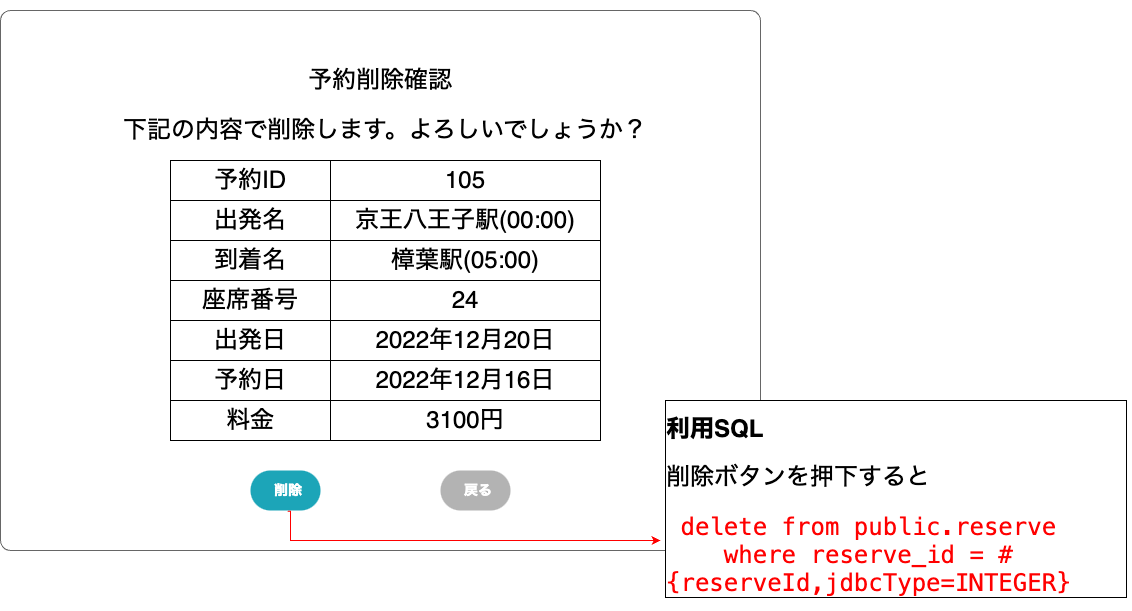 予約削除確認
下記の内容で削除します。よろしいでしょうか？
予約ID 105
出発名 京王八王子駅(00:00)
到着名 樟葉駅(05:00)
座席番号 24
出発日 2022年12月20日
予約日 2022年12月16日
料金 3100円
削除 戻る
利用SQL
削除ボタンを押下すると
delete from public.reserve
where reserve_id = #
{reserveId,jdbcType=INTEGER}